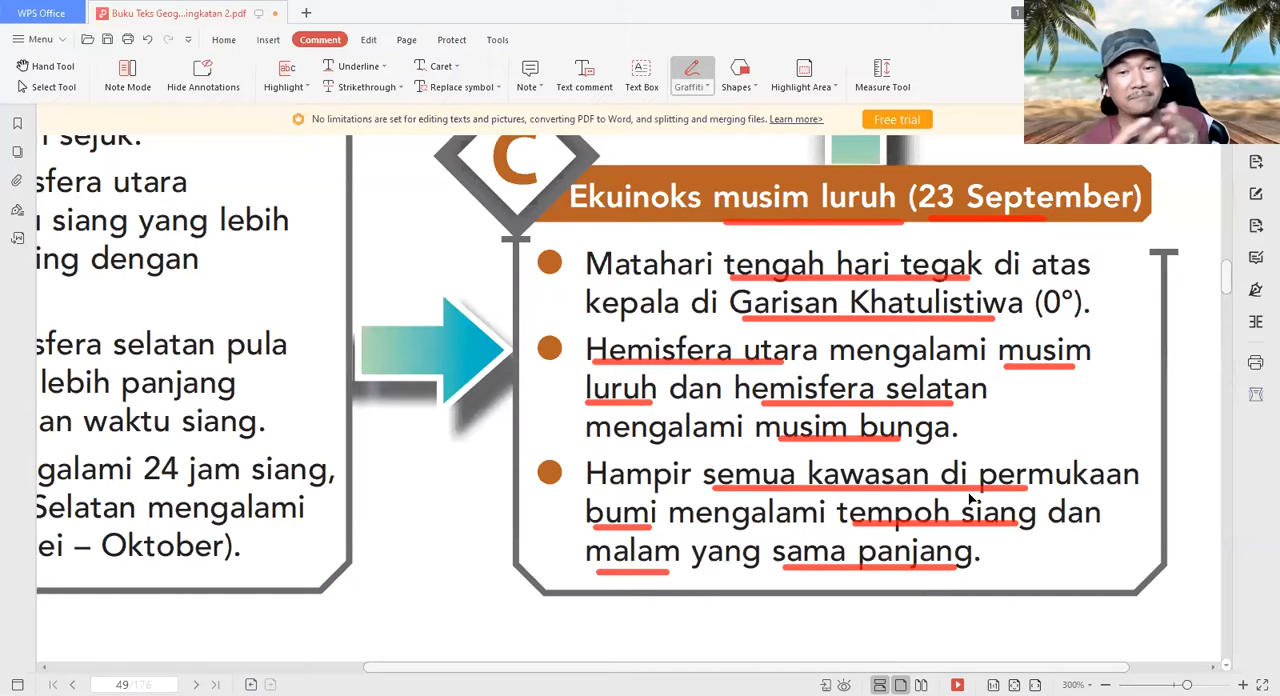 WPS Office
Buku Teks Geog...ingkatan 2.pdf
1
Menu
Home
Insert
Comment
Edit
Page
Protect
Tools
Hand Tool
Select Tool
Note Mode
Hide Annotations
Highlight
Underline
Strikethrough
Caret
Replace symbol
Note
Text comment
Text Box
Graffiti
Shapes
Highlight Area
Measure Tool
No limitations are set for editing texts and pictures, converting PDF to Word, and splitting and merging files. Learn more>
Free trial
i sejuk.
sfera utara
u siang yang lebih
ing dengan
sfera selatan pula
lebih panjang
an waktu siang.
galami 24 jam siang,
Selatan mengalami
ei – Oktober).
C
Ekuinoks musim luruh (23 September)
Matahari tengah hari tegak di atas
kepala di Garisan Khatulistiwa (0°).
Hemisfera utara mengalami musim
luruh dan hemisfera selatan
mengalami musim bunga.
Hampir semua kawasan di permukaan
bumi mengalami tempoh siang dan
malam yang sama panjang.
49/176
300%